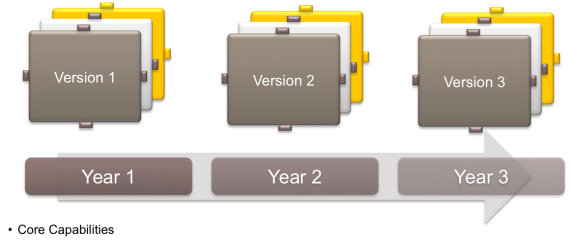 Version 1
Version 2
Version 3
Year 1
Year 2
Year 3
• Core Capabilities